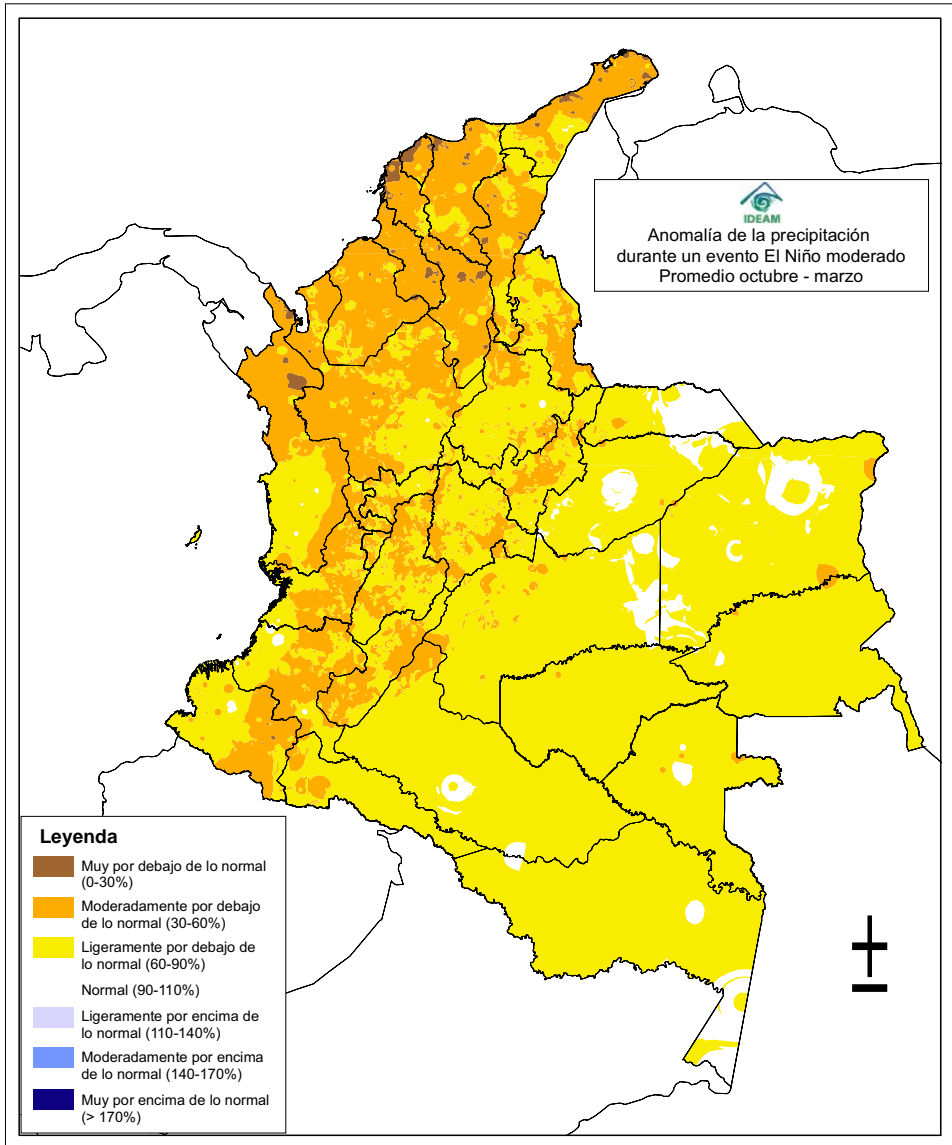 IDEAM
Anomalía de la precipitación
durante un evento El Niño moderado
Promedio octubre - marzo
Leyenda
Muy por debajo de lo normal
(0-30%)
Moderadamente por debajo
de lo normal (30-60%)
Ligeramente por debajo de
lo normal (60-90%)
Normal (90-110%)
Ligeramente por encima de
lo normal (110-140%)
Moderadamente por encima
de lo normal (140-170%)
Muy por encima de lo normal
(> 170%)